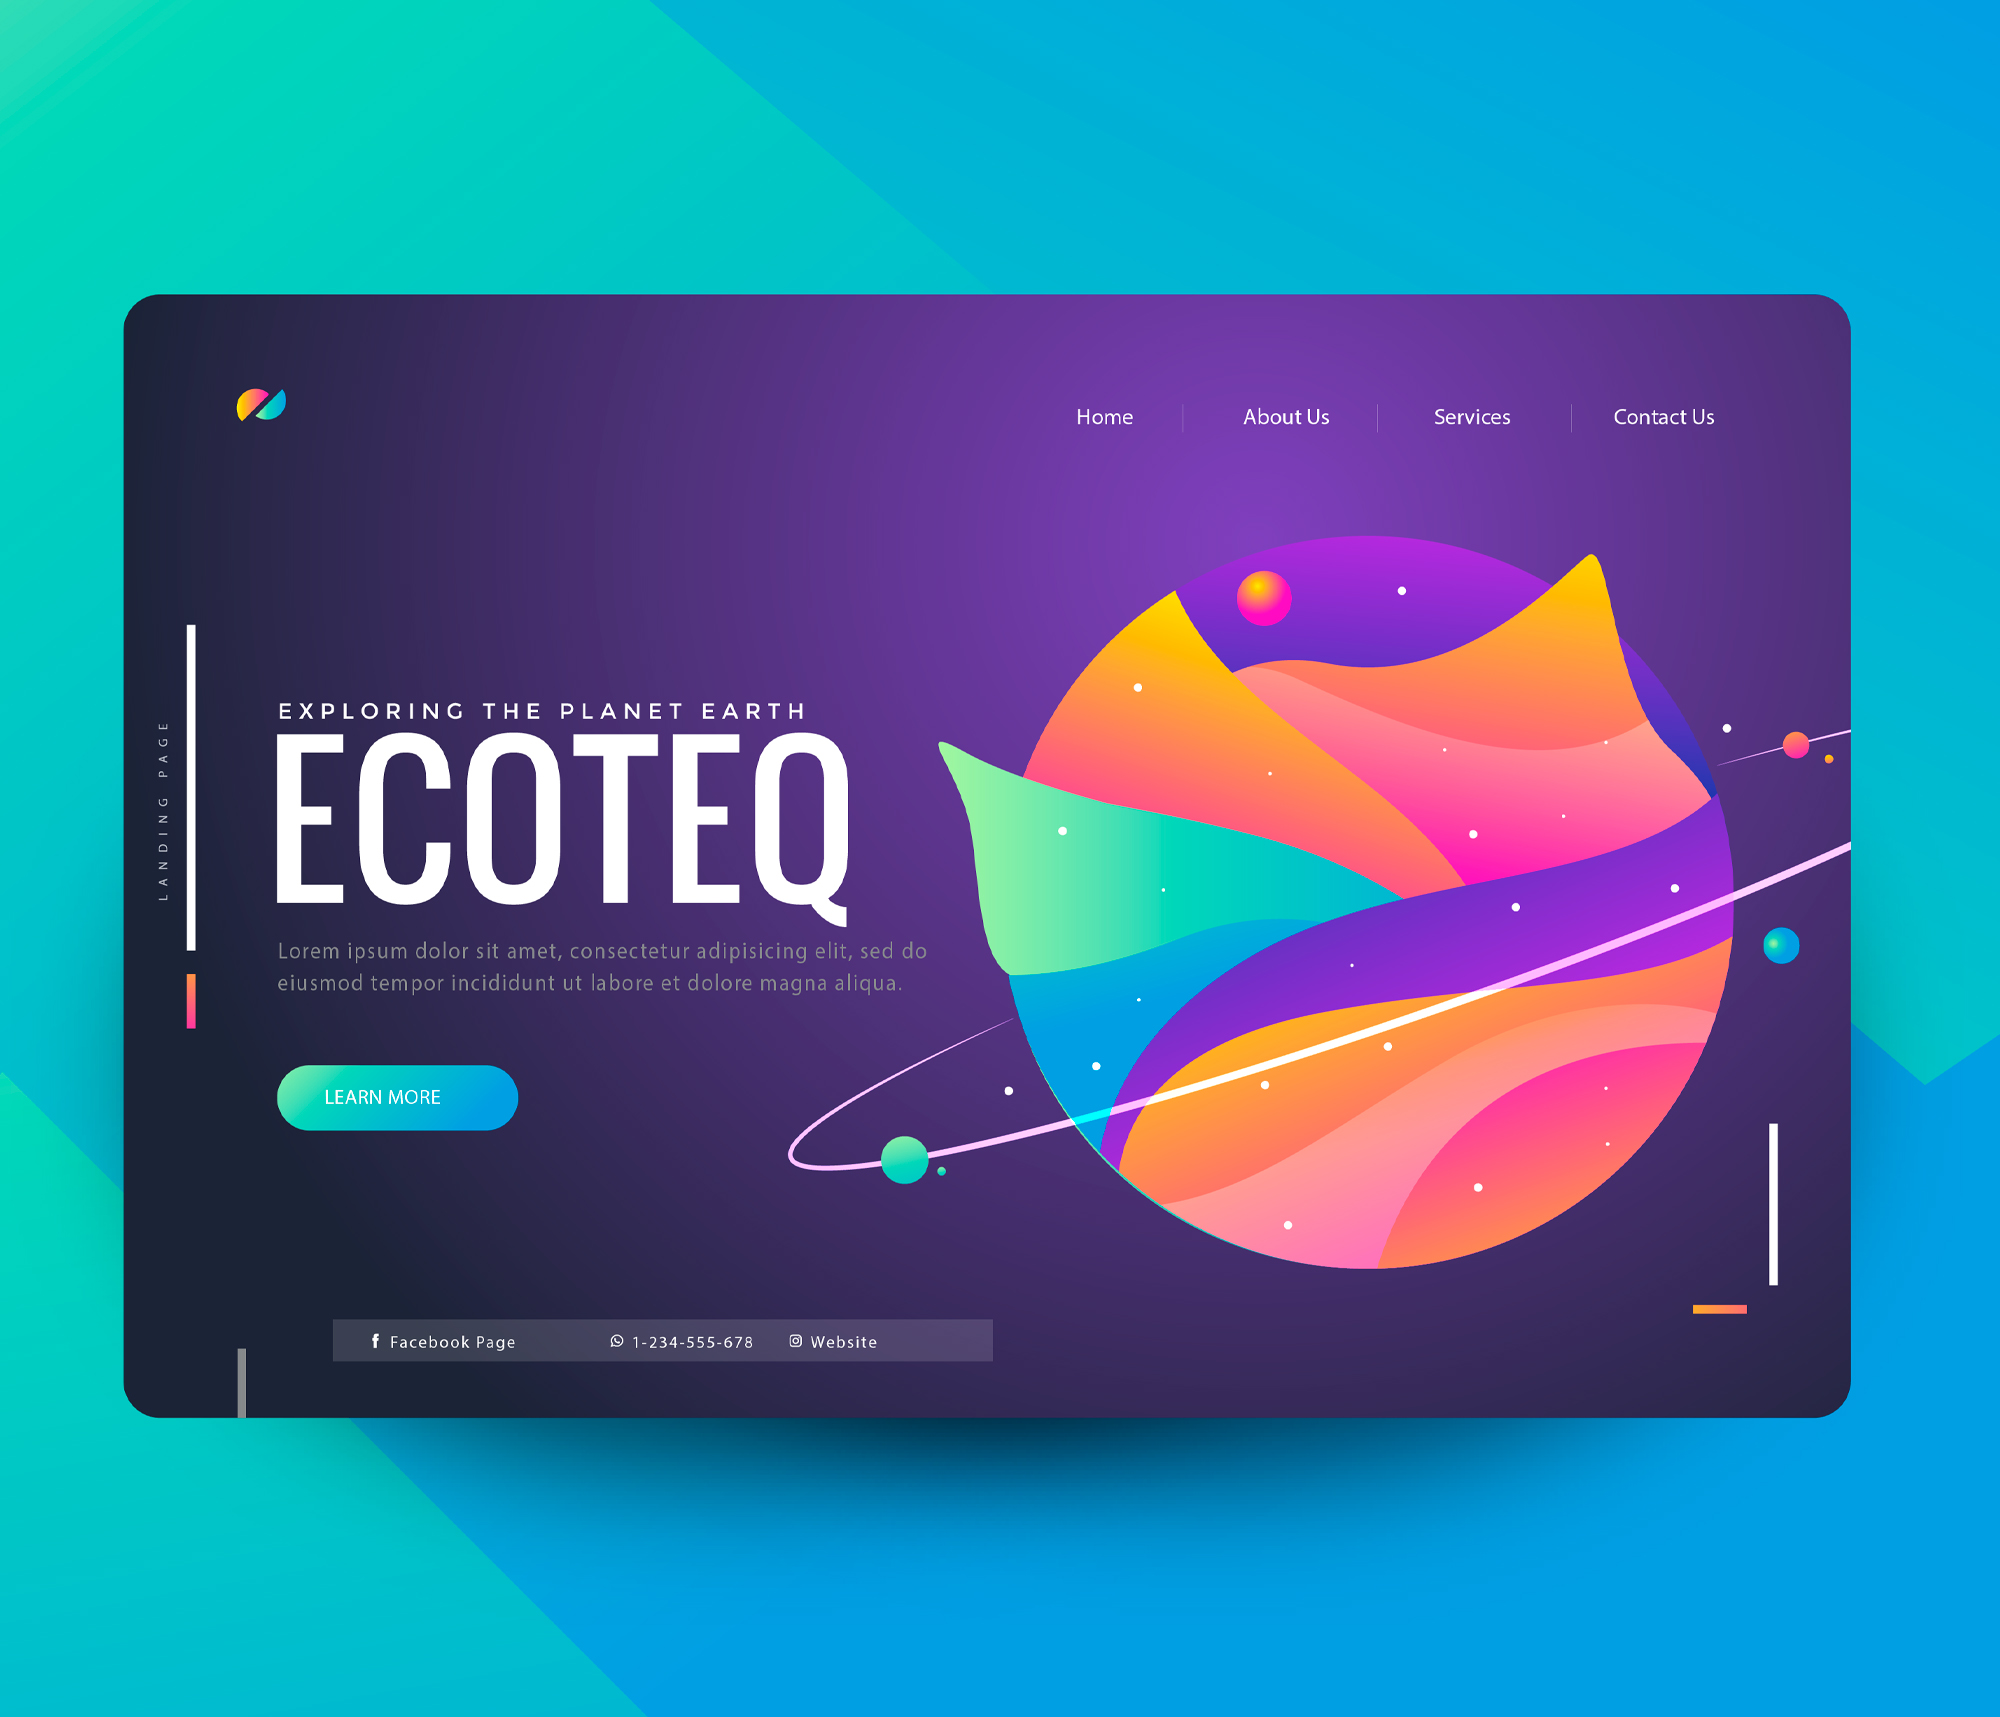 Home
About Us
Services
Contact Us
LANDING PAGE
EXPLORING THE PLANET EARTH
ECOTEQ
Lorem ipsum dolor sit amet, consectetur adipisicing elit, sed do
eiusmod tempor incididunt ut labore et dolore magna aliqua.
LEARN MORE
Facebook Page
1-234-555-678
Website